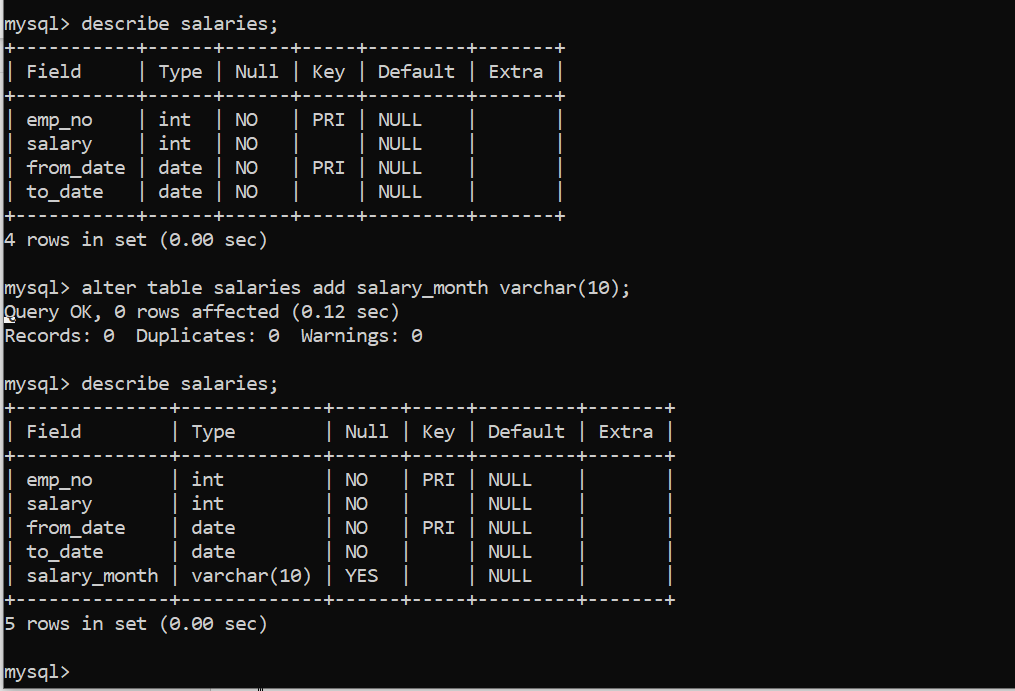 mysql> describe salaries;
+-----------+------+------+-----+---------+-------+
| Field     | Type | Null | Key | Default | Extra |
+-----------+------+------+-----+---------+-------+
| emp_no    | int  | NO   | PRI | NULL    |       |
| salary    | int  | NO   |     | NULL    |       |
| from_date | date | NO   | PRI | NULL    |       |
| to_date   | date | NO   |     | NULL    |       |
+-----------+------+------+-----+---------+-------+
4 rows in set (0.00 sec)

mysql> alter table salaries add salary_month varchar(10);
Query OK, 0 rows affected (0.12 sec)
Records: 0  Duplicates: 0  Warnings: 0

mysql> describe salaries;
+--------------+-------------+------+-----+---------+-------+
| Field        | Type        | Null | Key | Default | Extra |
+--------------+-------------+------+-----+---------+-------+
| emp_no       | int         | NO   | PRI | NULL    |       |
| salary       | int         | NO   |     | NULL    |       |
| from_date    | date        | NO   | PRI | NULL    |       |
| to_date      | date        | NO   |     | NULL    |       |
| salary_month | varchar(10) | YES  |     | NULL    |       |
+--------------+-------------+------+-----+---------+-------+
5 rows in set (0.00 sec)

mysql>